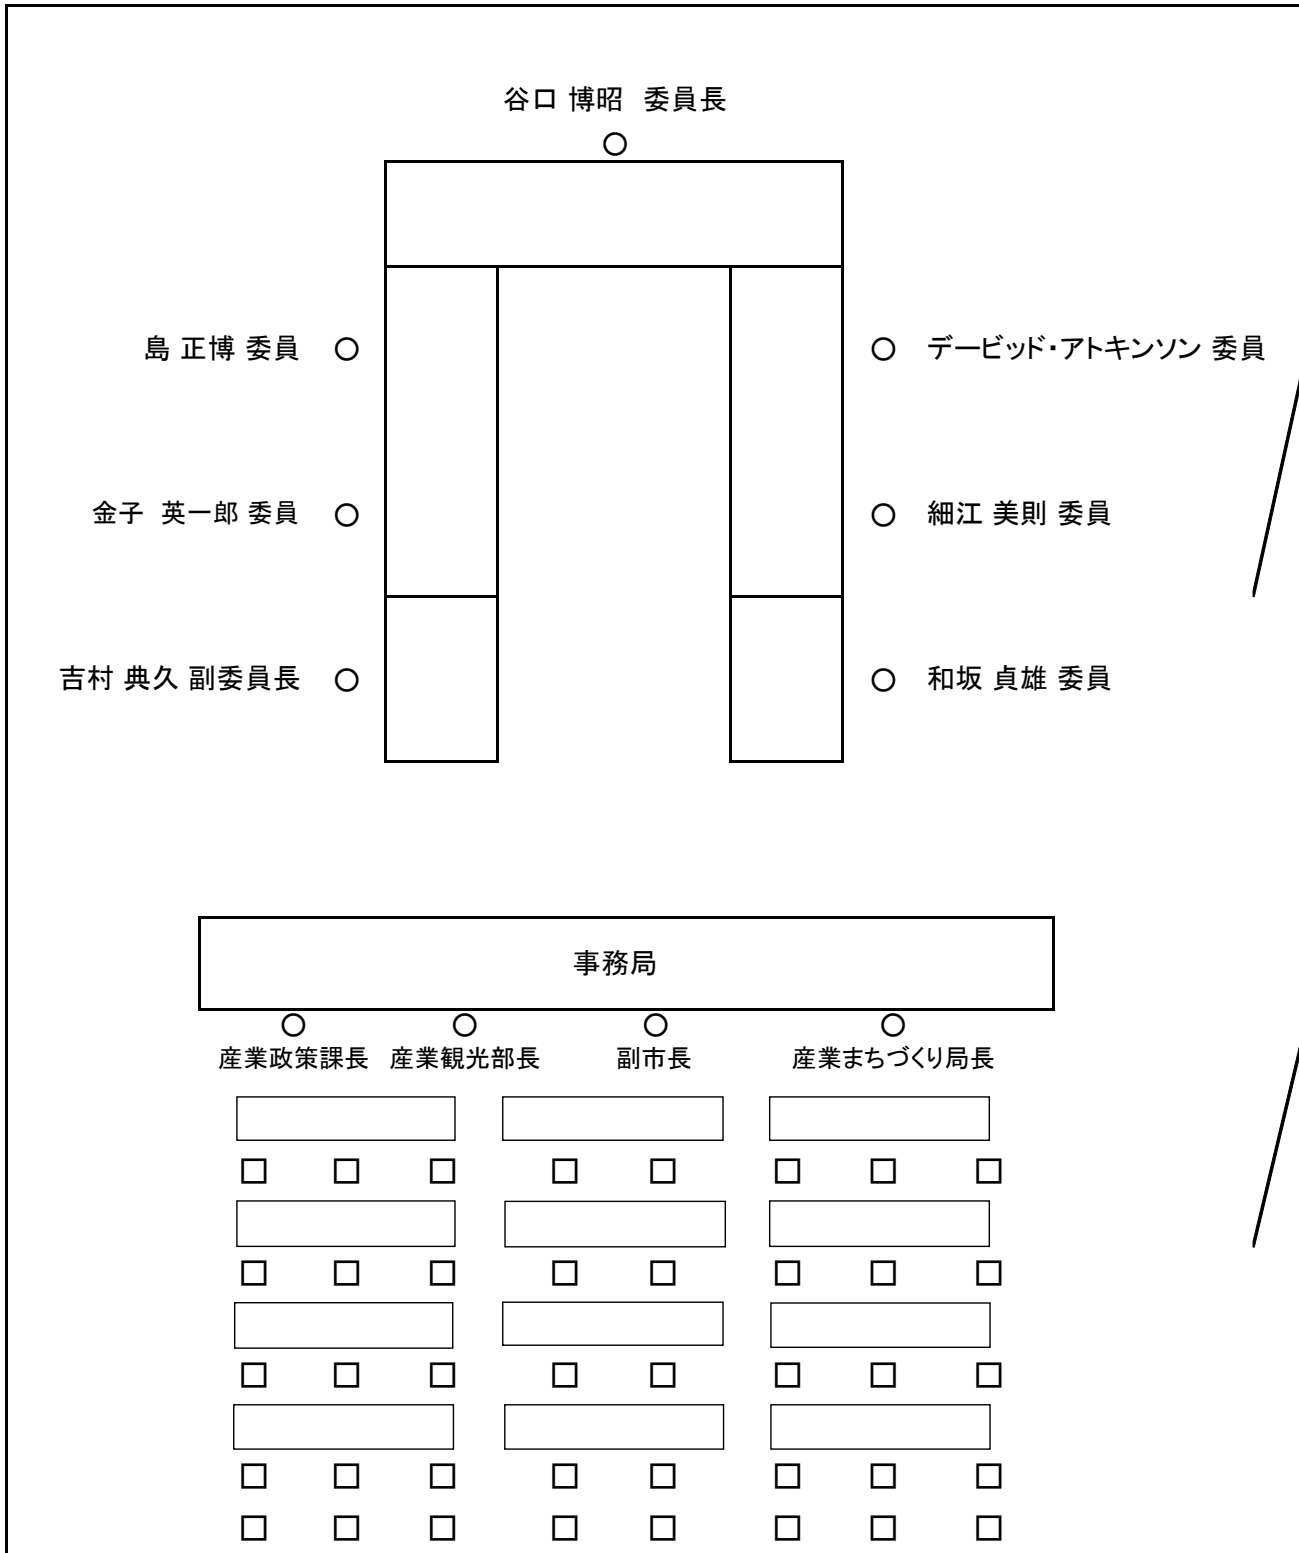 谷口 博昭　委員長
島 正博 委員
デービッド・アトキンソン 委員
金子　英一郎 委員
細江 美則 委員
吉村 典久 副委員長
和坂 貞雄 委員
事務局
産業政策課長
産業観光部長
副市長
産業まちづくり局長